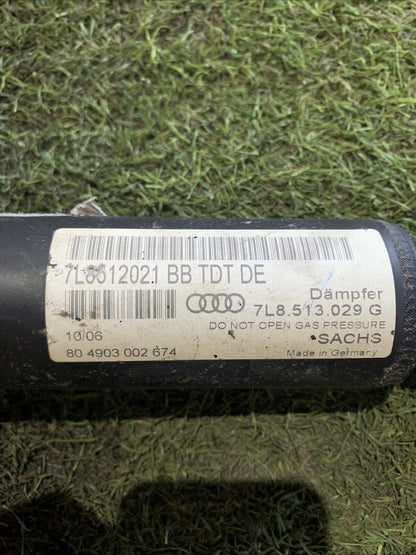 7L8512021 BB TDT DE
Dämpfer
7L8.513.029 G
DO NOT OPEN GAS PRESSURE
10/06
SACHS
80 4903 002 674
Made in Germany